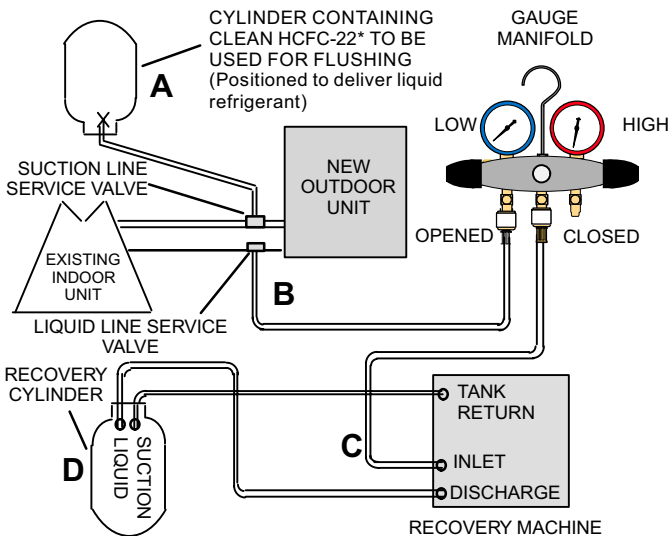 CYLINDER CONTAINING
CLEAN HCFC-22* TO BE
USED FOR FLUSHING
(Positioned to deliver liquid
refrigerant)
A
GAUGE
MANIFOLD
LOW
HIGH
SUCTION LINE
SERVICE VALVE
NEW
OUTDOOR
UNIT
EXISTING
INDOOR
UNIT
OPENED
CLOSED
B
LIQUID LINE SERVICE
VALVE
RECOVERY
CYLINDER
TANK
RETURN
C
D
LIQUID
SUCTION
INLET
DISCHARGE
RECOVERY MACHINE